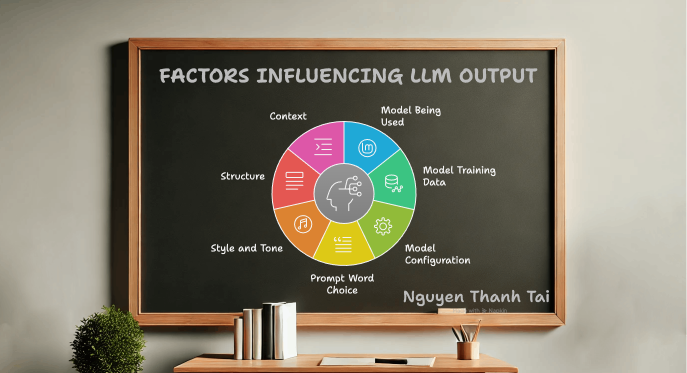 FACTORS INFLUENCING LLM OUTPUT
Context
Model Being
Used
Structure
Model Training
Data
Style and Tone
Model
Configuration
Prompt Word
Choice
Nguyen Thanh Tai